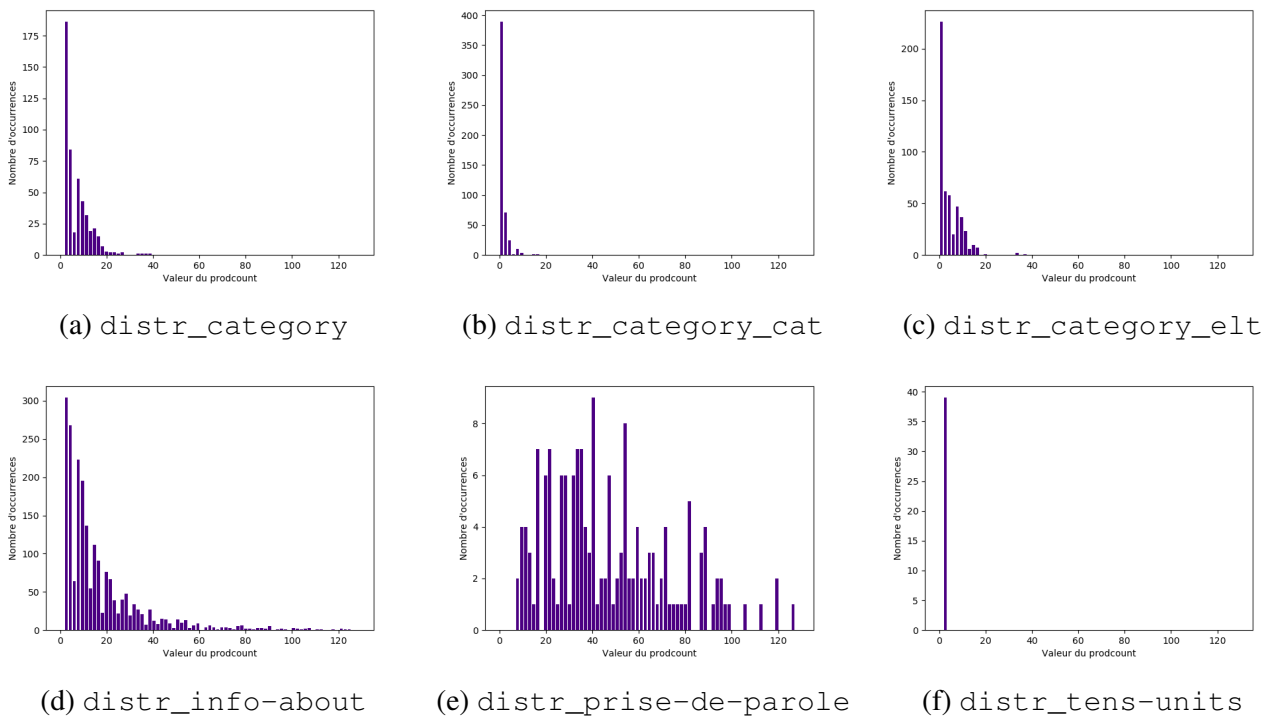 175
150
125
100
75
50
25
0
Nombre d'occurrences
0 20 40 60 80 100 120
Valeur du prodcount
(a) distr_category
400
350
300
250
200
150
100
50
0
Nombre d'occurrences
0 20 40 60 80 100 120
Valeur du prodcount
(b) distr_category_cat
200
150
100
50
0
Nombre d'occurrences
0 20 40 60 80 100 120
Valeur du prodcount
(c) distr_category_elt
300
250
200
150
100
50
0
Nombre d'occurrences
0 20 40 60 80 100 120
Valeur du prodcount
(d) distr_info-about
8
6
4
2
0
Nombre d'occurrences
0 20 40 60 80 100 120
Valeur du prodcount
(e) distr_prise-de-parole
40
35
30
25
20
15
10
5
0
Nombre d'occurrences
0 20 40 60 80 100 120
Valeur du prodcount
(f) distr_tens-units